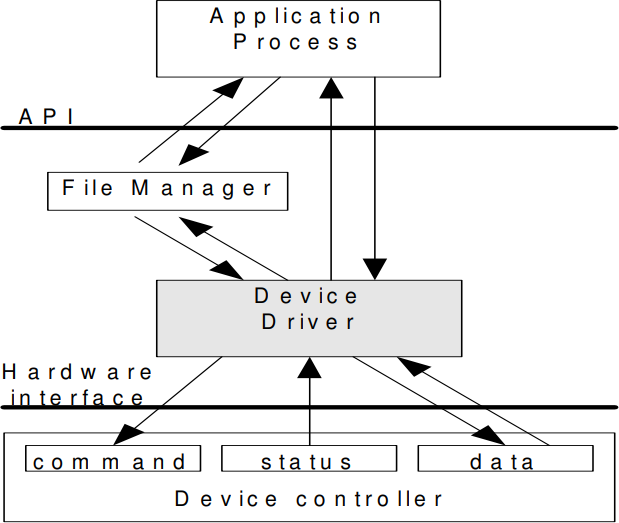 Application
Process
API
File Manager
Device
Driver
Hardware
interface
command
status
data
Device controller